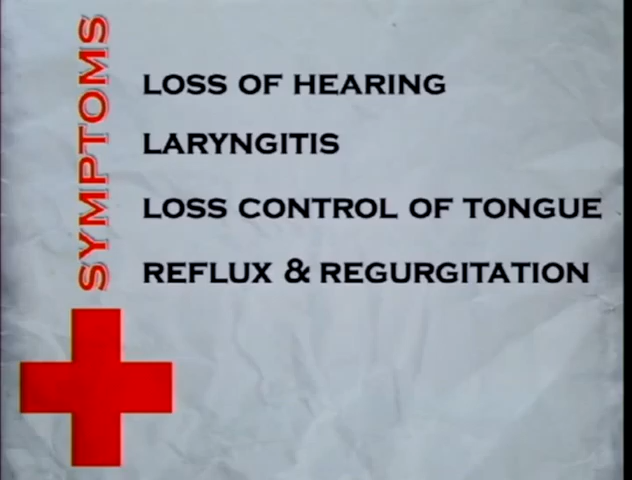 SYMPTOMS
LOSS OF HEARING
LARYNGITIS
LOSS CONTROL OF TONGUE
REFLUX & REGURGITATION